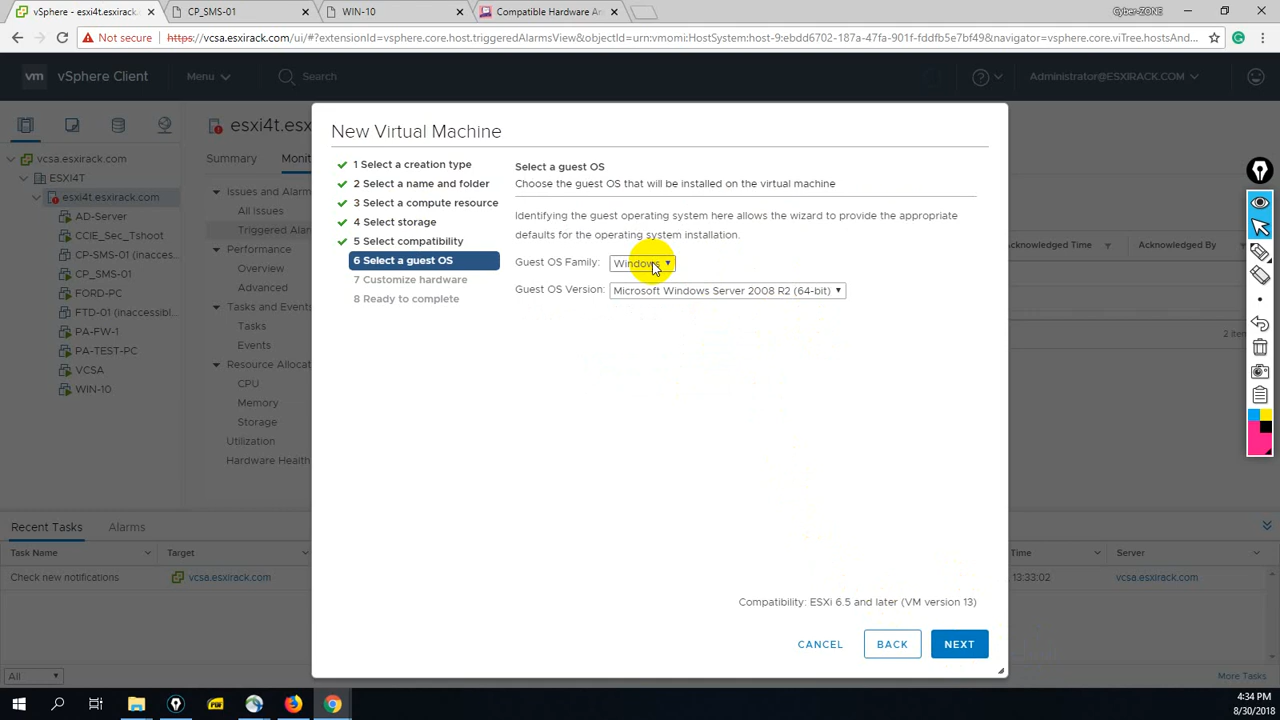 vSphere - esxi4t.esxirack.com
CP_SMS-01
WIN-10
Compatible Hardware An
Cyber-ZONE
Not secure
https://vcsa.esxirack.com/ui/#?extensionId=vsphere.core.host.triggeredAlarmsView&objectId=urn:vmomi:HostSystem:host-9:ebdd6702-187a-47fa-901f-fddfb5e7bf49&navigator=vsphere.core.viTree.hostsAnd...
vm vSphere Client
Menu
Search
Administrator@ESXIRACK.COM
vcsa.esxirack.com
ESXI4T
esxi4t.esxirack.com
AD-Server
CCIE_Sec_Tshoot
CP-SMS-01 (inaccess
CP_SMS-01
FORD-PC
FTD-01 (inaccessible)
PA-FW-1
PA-TEST-PC
VCSA
WIN-10
esxi4t.es
Summary
Monit
Issues and Alarm
All issues
Triggered Alar
Performance
Overview
Advanced
Tasks and Events
Tasks
Events
Resource Allocat
CPU
Memory
Storage
Utilization
Hardware Health
New Virtual Machine
1 Select a creation type
2 Select a name and folder
3 Select a compute resource
4 Select storage
5 Select compatibility
6 Select a guest OS
7 Customize hardware
8 Ready to complete
Select a guest OS
Choose the guest OS that will be installed on the virtual machine
Identifying the guest operating system here allows the wizard to provide the appropriate
defaults for the operating system installation.
Guest OS Family: Windows
Guest OS Version: Microsoft Windows Server 2008 R2 (64-bit)
Compatibility: ESXi 6.5 and later (VM version 13)
CANCEL
BACK
NEXT
Acknowledged
Acknowledged By
2 item
Recent Tasks
Alarms
Task Name
Target
Time
Server
Check new notifications
vcsa.esxirack.com
13:33:02
vcsa.esxirack.com
All
More Tasks
4:34 PM
8/30/2018